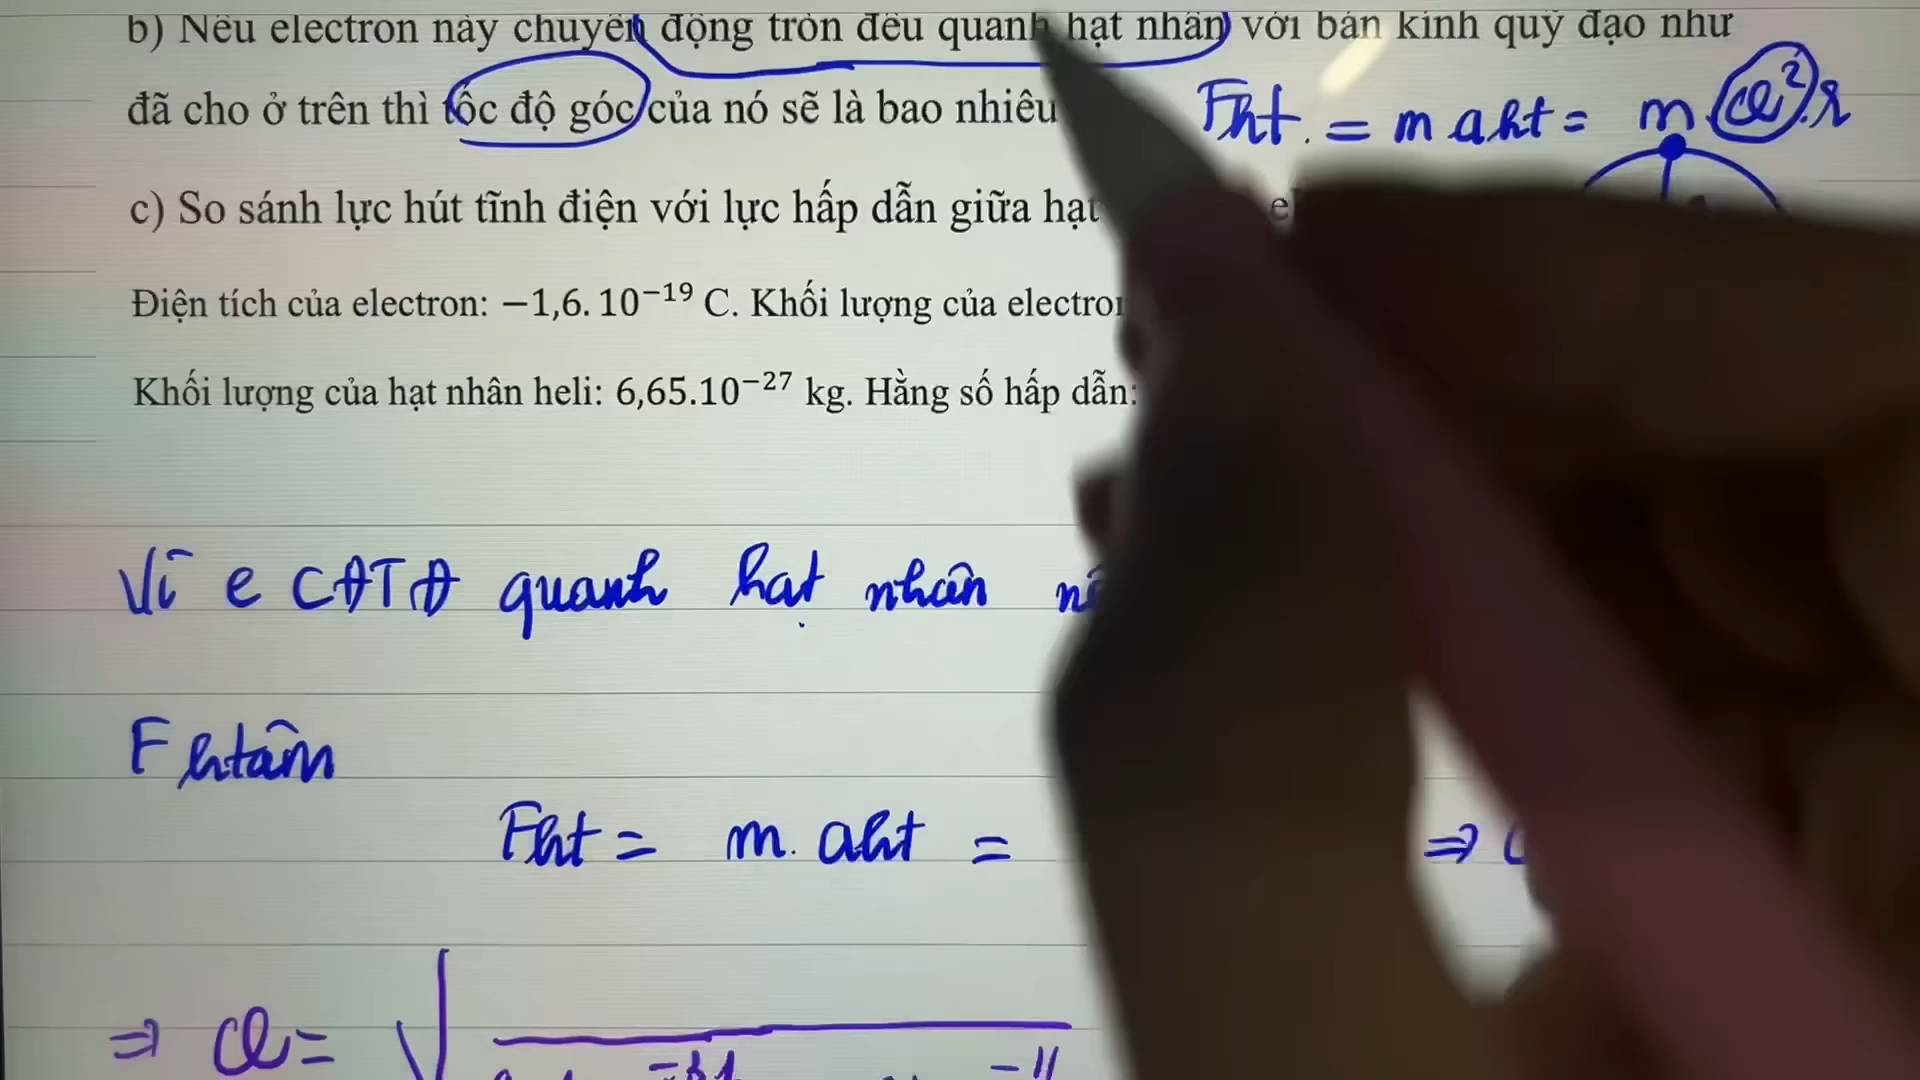 b) Nếu electron này chuyển động tròn đều quanh hạt nhân với bán kính quỹ đạo như
đã cho ở trên thì tốc độ góc của nó sẽ là bao nhiêu
Fht = m aht = m ω².r
c) So sánh lực hút tĩnh điện với lực hấp dẫn giữa hạt
Điện tích của electron: −1,6. 10⁻¹⁹ C. Khối lượng của electron
Khối lượng của hạt nhân heli: 6,65.10⁻²⁷ kg. Hằng số hấp dẫn:
Vì e CĐTĐ quanh hạt nhân
F htâm
Fht = m. aht =
⇒
⇒ ω = √
-31 -11